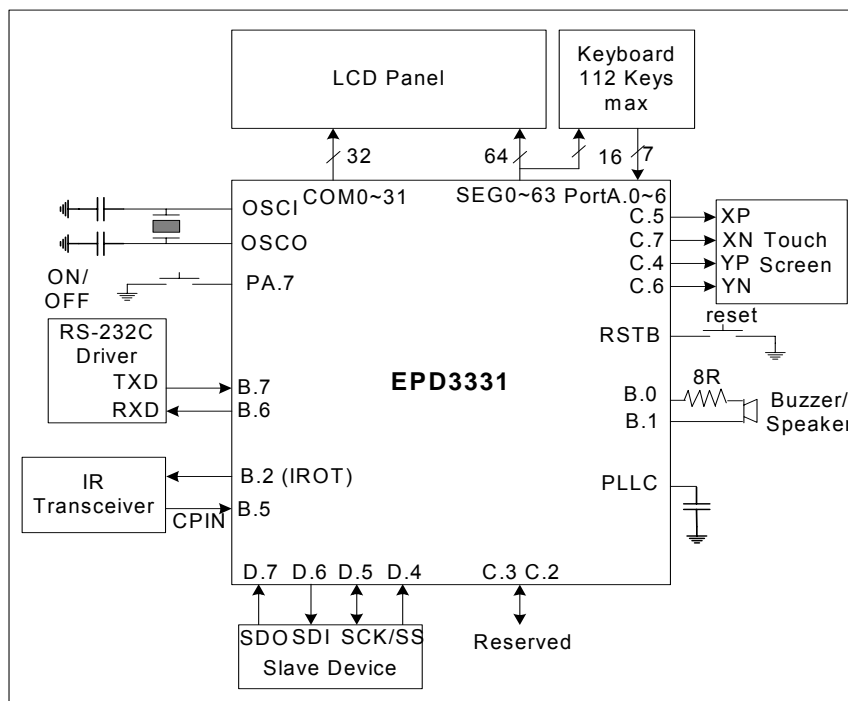 LCD Panel
Keyboard
112 Keys
max
32
64
16
7
COM0~31
SEG0~63
PortA.0~6
OSCI
OSCO
ON/
OFF
PA.7
C.5
C.7
C.4
C.6
XP
XN
YP
YN
Touch
Screen
reset
RSTB
RS-232C
Driver
TXD
RXD
B.7
B.6
EPD3331
B.0
B.1
8R
Buzzer/
Speaker
IR
Transceiver
B.2 (IROT)
B.5
CPIN
PLLC
D.7
D.6
D.5
D.4
C.3 C.2
SDO
SDI
SCK/SS
Slave Device
Reserved